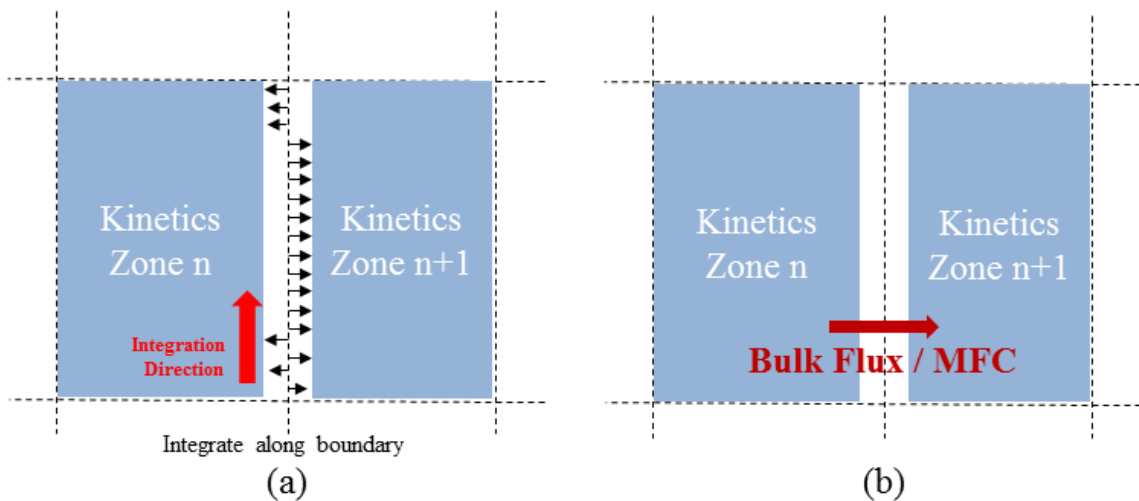 Kinetics
Zone n
Kinetics
Zone n+1
Integration
Direction
Integrate along boundary
(a)
Kinetics
Zone n
Kinetics
Zone n+1
Bulk Flux / MFC
(b)